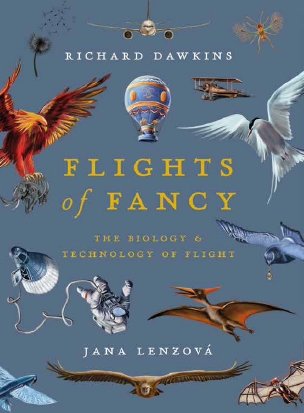 RICHARD DAWKINS
FLIGHTS
of FANCY
THE BIOLOGY &
TECHNOLOGY OF FLIGHT
JANA LENZOVÁ